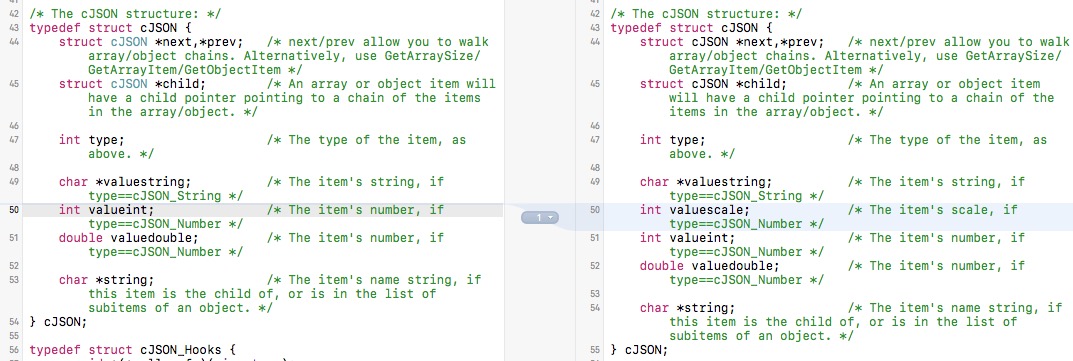 42 /* The cJSON structure: */
43 typedef struct cJSON {
44 struct cJSON *next,*prev; /* next/prev allow you to walk
array/object chains. Alternatively, use GetArraySize/
GetArrayItem/GetObjectItem */
45 struct cJSON *child; /* An array or object item will
have a child pointer pointing to a chain of the items
in the array/object. */
46
47 int type; /* The type of the item, as
above. */
48
49 char *valuestring; /* The item's string, if
type==cJSON_String */
50 int valueint; /* The item's number, if
type==cJSON_Number */
51 double valuedouble; /* The item's number, if
type==cJSON_Number */
52
53 char *string; /* The item's name string, if
this item is the child of, or is in the list of
subitems of an object. */
54 } cJSON;
55
56 typedef struct cJSON_Hooks {
1
42 /* The cJSON structure: */
43 typedef struct cJSON {
44 struct cJSON *next,*prev; /* next/prev allow you to walk
array/object chains. Alternatively, use GetArraySize/
GetArrayItem/GetObjectItem */
45 struct cJSON *child; /* An array or object item
will have a child pointer pointing to a chain of the
items in the array/object. */
46
47 int type; /* The type of the item, as
above. */
48
49 char *valuestring; /* The item's string, if
type==cJSON_String */
50 int valuescale; /* The item's scale, if
type==cJSON_Number */
51 int valueint; /* The item's number, if
type==cJSON_Number */
52 double valuedouble; /* The item's number, if
type==cJSON_Number */
53
54 char *string; /* The item's name string, if
this item is the child of, or is in the list of
subitems of an object. */
55 } cJSON;